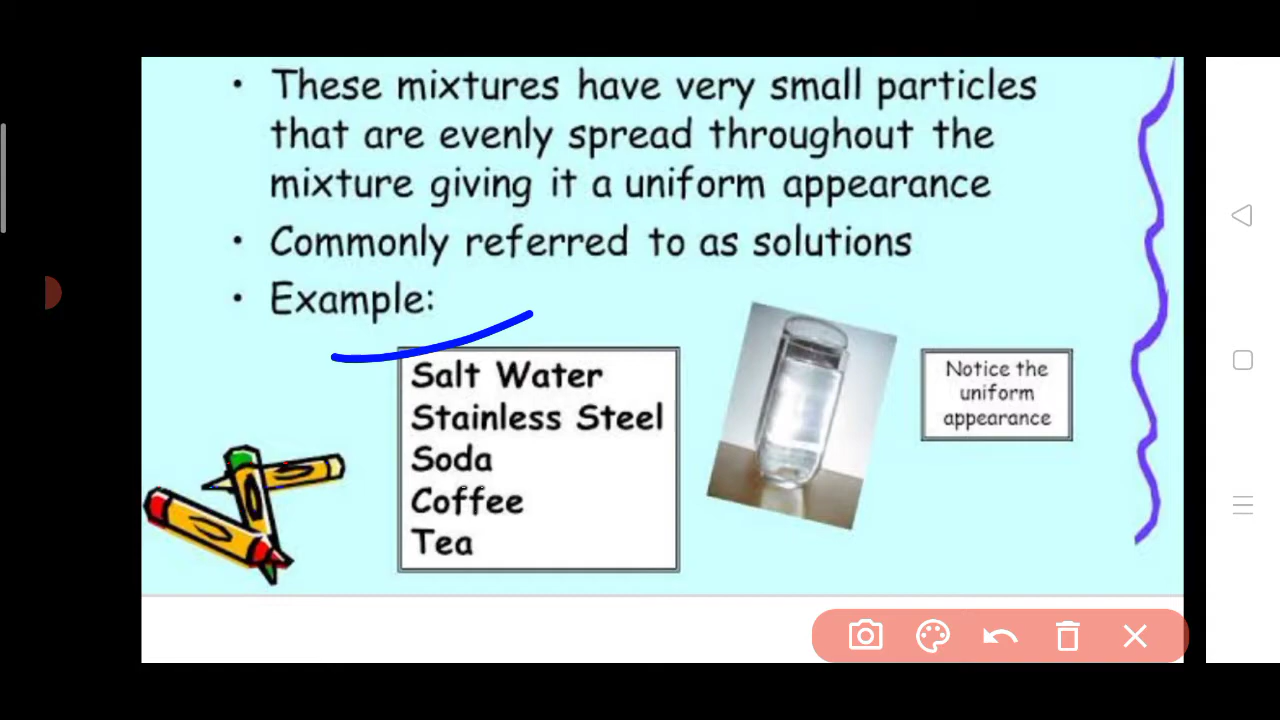 • These mixtures have very small particles
that are evenly spread throughout the
mixture giving it a uniform appearance
• Commonly referred to as solutions
• Example:
Salt Water
Stainless Steel
Soda
Coffee
Tea
Notice the
uniform
appearance